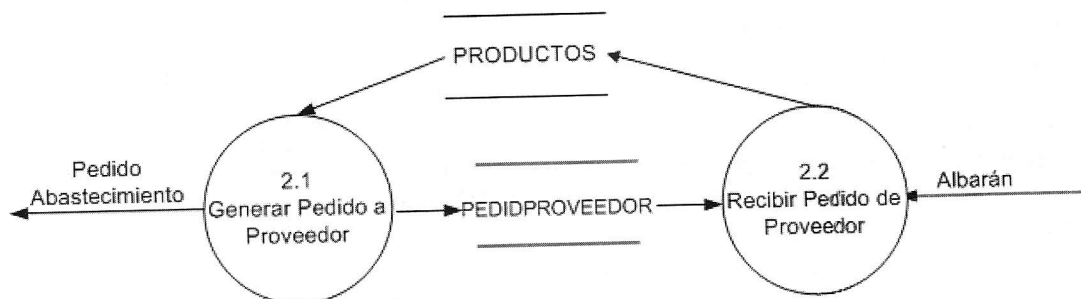 PRODUCTOS
Pedido
Abastecimiento
2.1
Generar Pedido a
Proveedor
PEDIDPROVEEDOR
2.2
Recibir Pedido de
Proveedor
Albarán